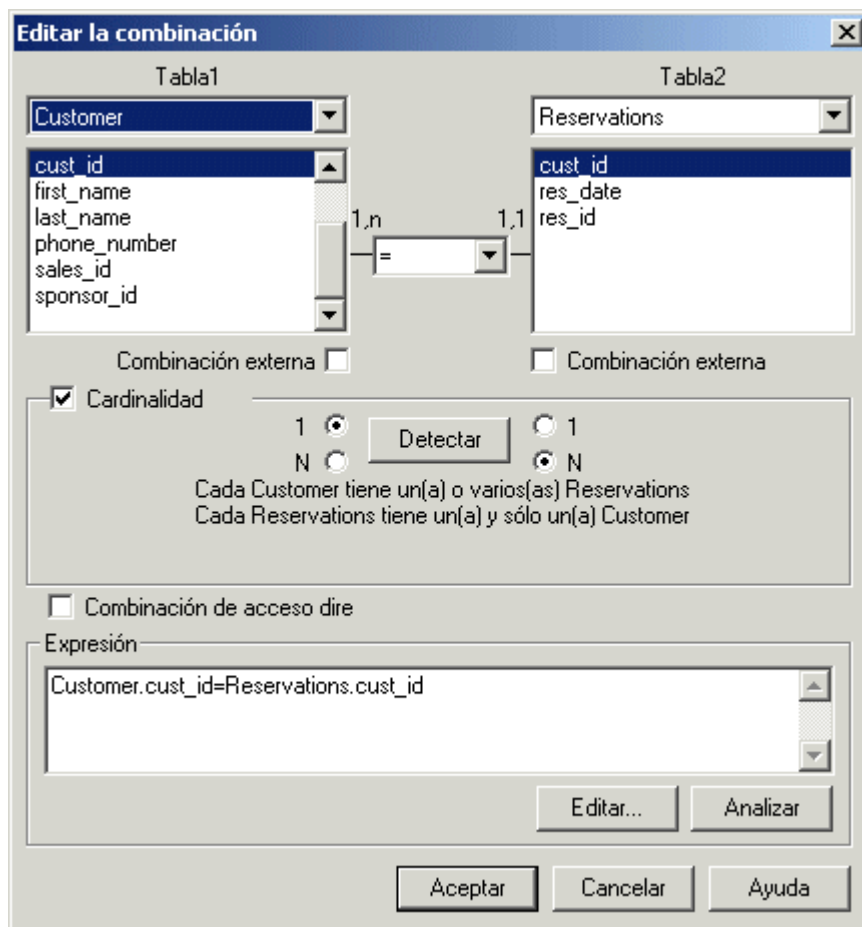 Editar la combinación
Tabla1
Tabla2
Customer
Reservations
cust_id
first_name
last_name
phone_number
sales_id
sponsor_id
1,n
=
1,1
cust_id
res_date
res_id
Combinación externa
Combinación externa
Cardinalidad
1
Detectar
1
N
N
Cada Customer tiene un(a) o varios(as) Reservations
Cada Reservations tiene un(a) y sólo un(a) Customer
Combinación de acceso dire
Expresión
Customer.cust_id=Reservations.cust_id
Editar...
Analizar
Aceptar
Cancelar
Ayuda